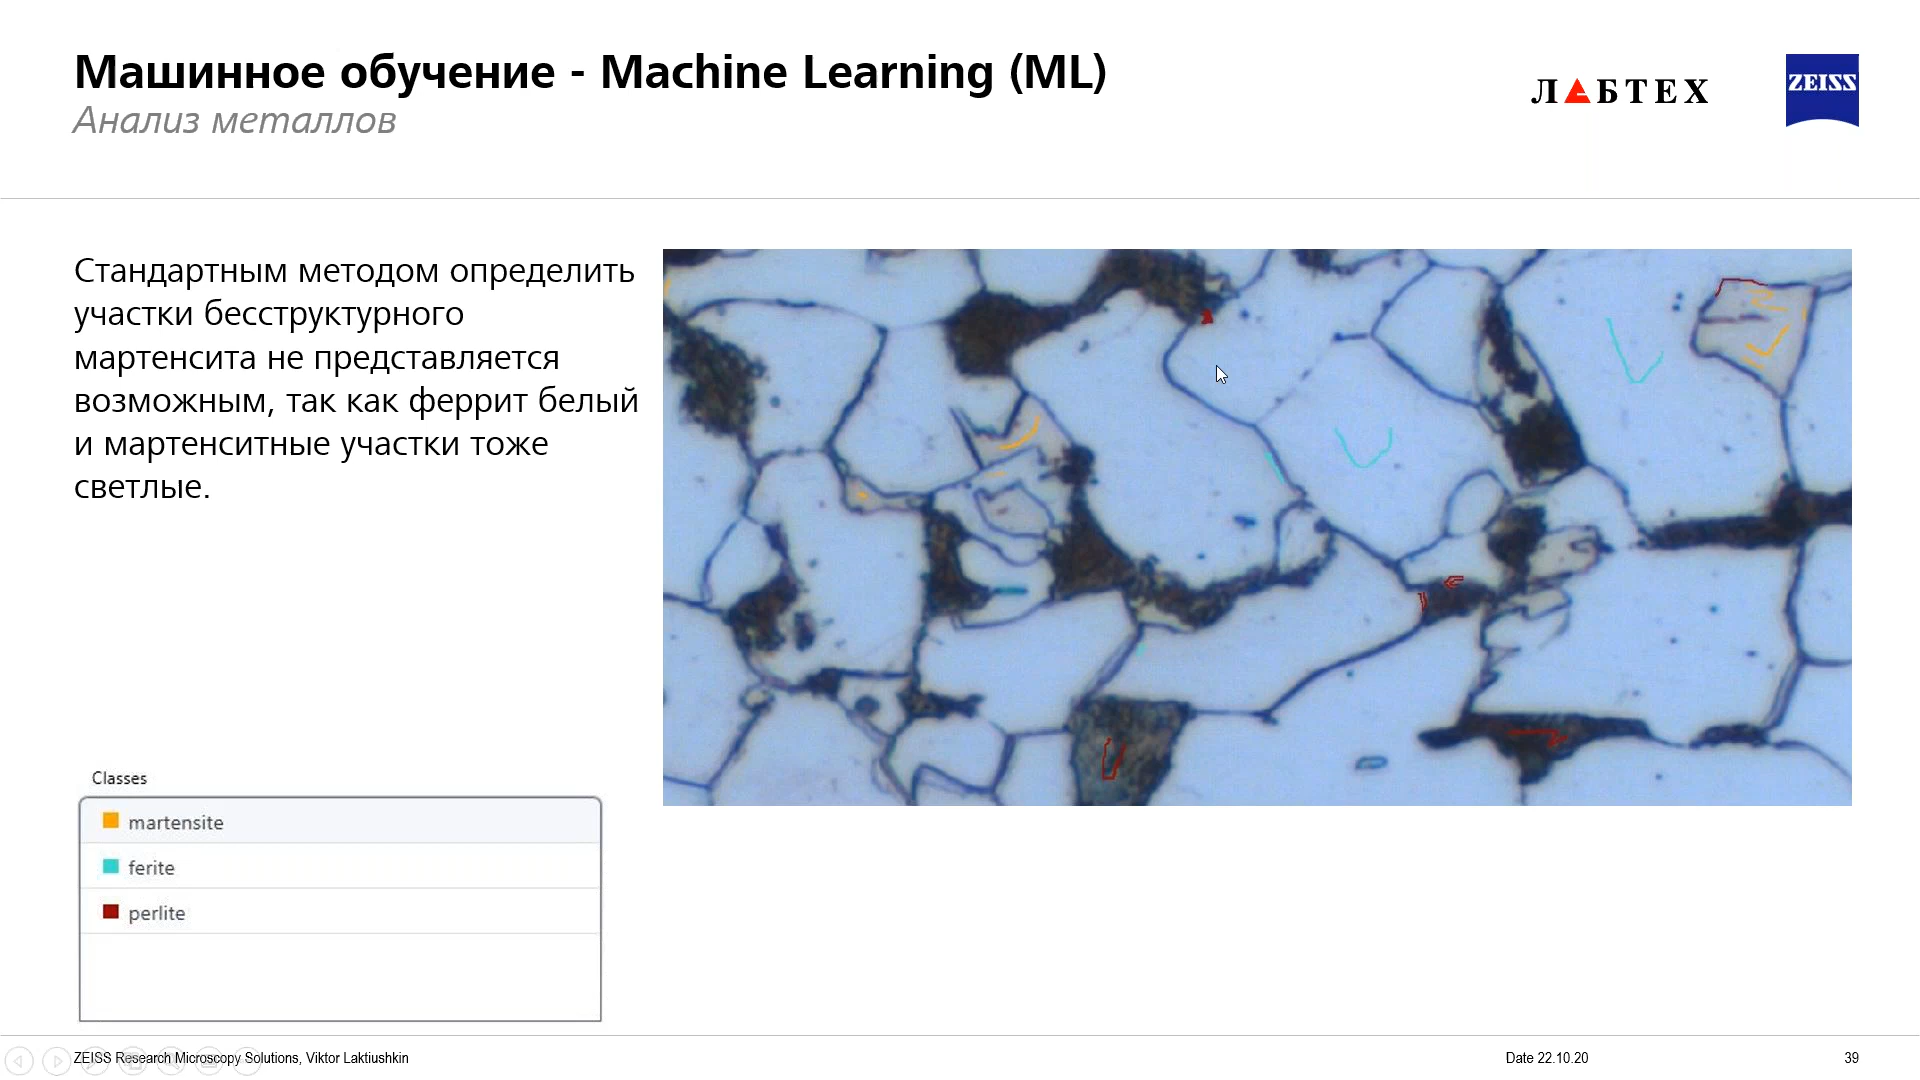 Машинное обучение - Machine Learning (ML)
Анализ металлов
ЛАБТЕХ
ZEISS
Стандартным методом определить
участки бесструктурного
мартенсита не представляется
возможным, так как феррит белый
и мартенситные участки тоже
светлые.
Classes
martensite
ferite
perlite
ZEISS Research Microscopy Solutions, Viktor Laktiushkin
Date 22.10.20
39